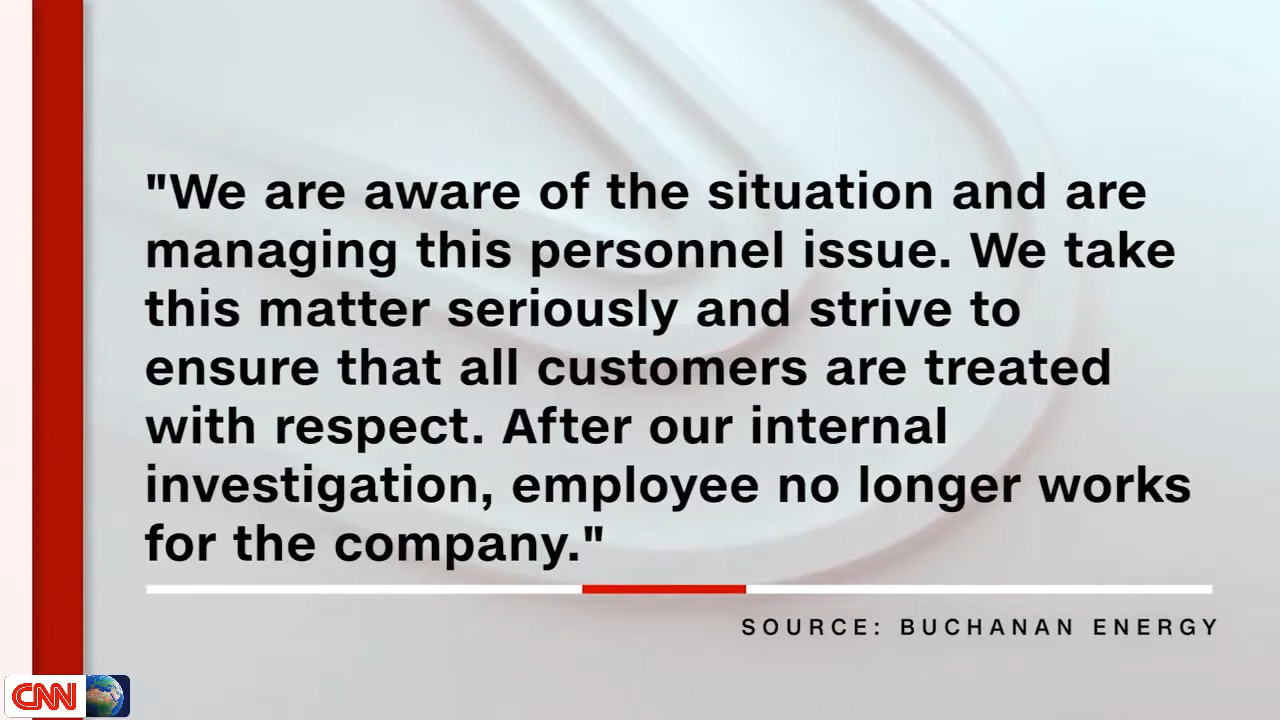 "We are aware of the situation and are
managing this personnel issue. We take
this matter seriously and strive to
ensure that all customers are treated
with respect. After our internal
investigation, employee no longer works
for the company."
SOURCE: BUCHANAN ENERGY
CNN